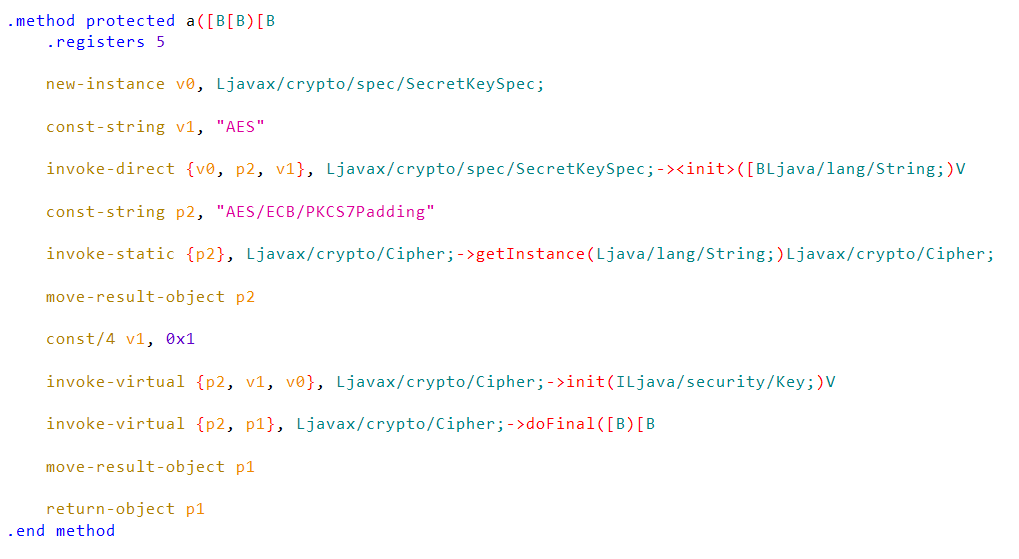 .method protected a([B[B)[B
.registers 5
new-instance v0, Ljavax/crypto/spec/SecretKeySpec;
const-string v1, "AES"
invoke-direct {v0, p2, v1}, Ljavax/crypto/spec/SecretKeySpec;-><init>([BLjava/lang/String;)V
const-string p2, "AES/ECB/PKCS7Padding"
invoke-static {p2}, Ljavax/crypto/Cipher;->getInstance(Ljava/lang/String;)Ljavax/crypto/Cipher;
move-result-object p2
const/4 v1, 0x1
invoke-virtual {p2, v1, v0}, Ljavax/crypto/Cipher;->init(ILjava/security/Key;)V
invoke-virtual {p2, p1}, Ljavax/crypto/Cipher;->doFinal([B)[B
move-result-object p1
return-object p1
.end method